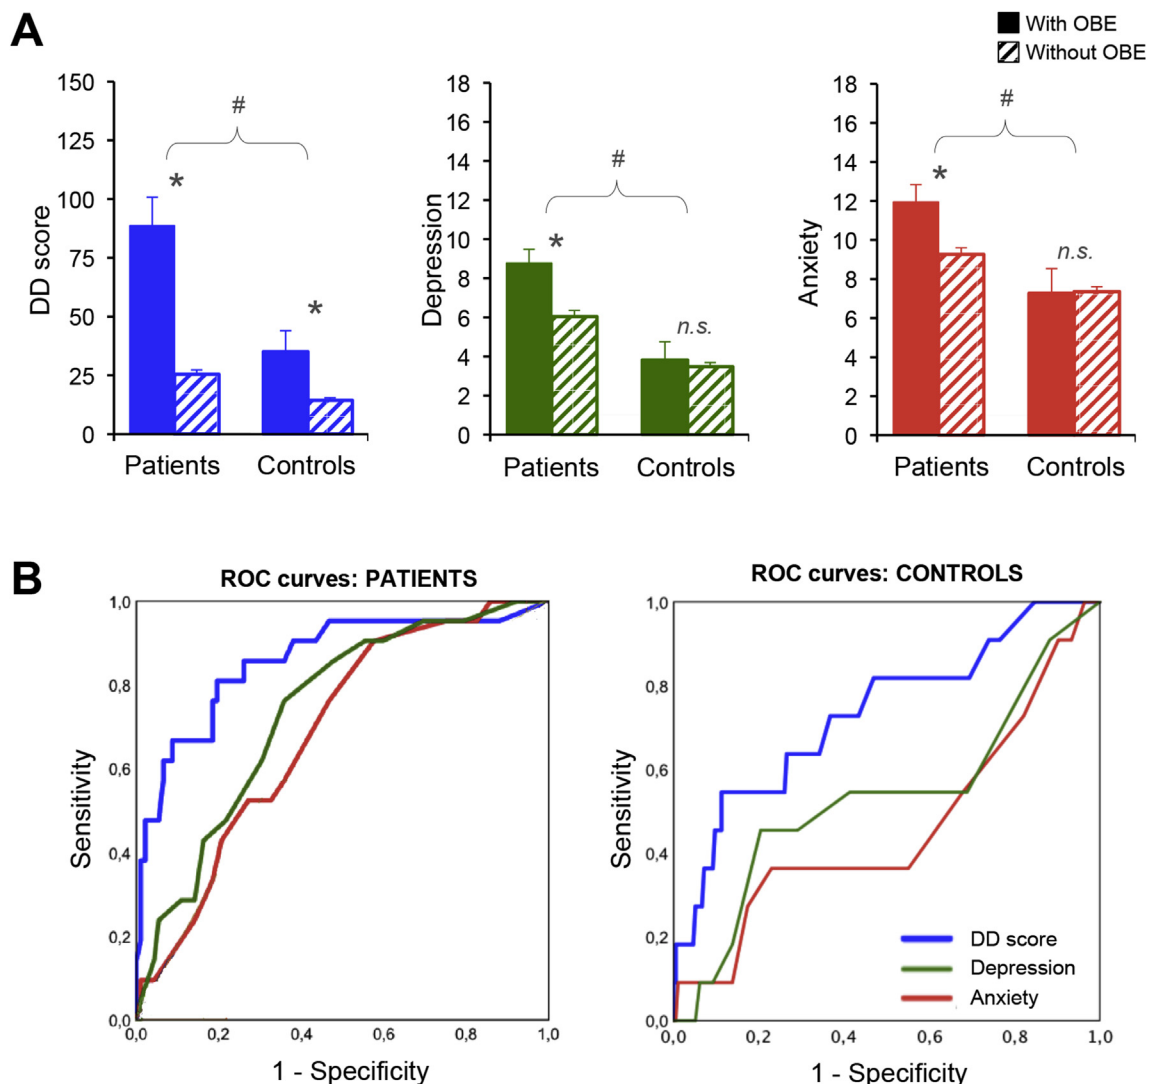 A
With OBE
Without OBE
DD score
150
125
100
75
50
25
0
#
*
*
Patients
Controls
Depression
18
16
14
12
10
8
6
4
2
0
#
*
n.s.
Patients
Controls
Anxiety
18
16
14
12
10
8
6
4
2
0
#
*
n.s.
Patients
Controls
B
ROC curves: PATIENTS
Sensitivity
1,0
0,8
0,6
0,4
0,2
0,0
0,0 0,2 0,4 0,6 0,8 1,0
1 - Specificity
ROC curves: CONTROLS
Sensitivity
1,0
0,8
0,6
0,4
0,2
0,0
DD score
Depression
Anxiety
0,0 0,2 0,4 0,6 0,8 1,0
1 - Specificity